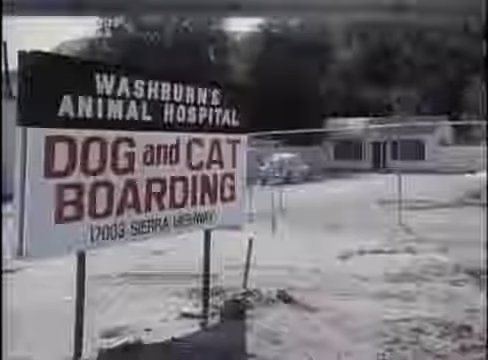 WASHBURN'S
ANIMAL HOSPITAL
DOG and CAT
BOARDING
17003 SIERRA HIGHWAY